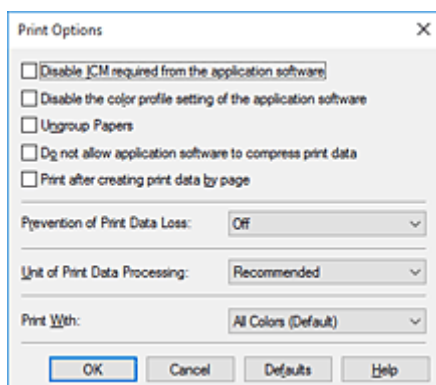 Print Options
Disable ICM required from the application software
Disable the color profile setting of the application software
Ungroup Papers
Do not allow application software to compress print data
Print after creating print data by page
Prevention of Print Data Loss: Off
Unit of Print Data Processing: Recommended
Print With: All Colors (Default)
OK Cancel Defaults Help